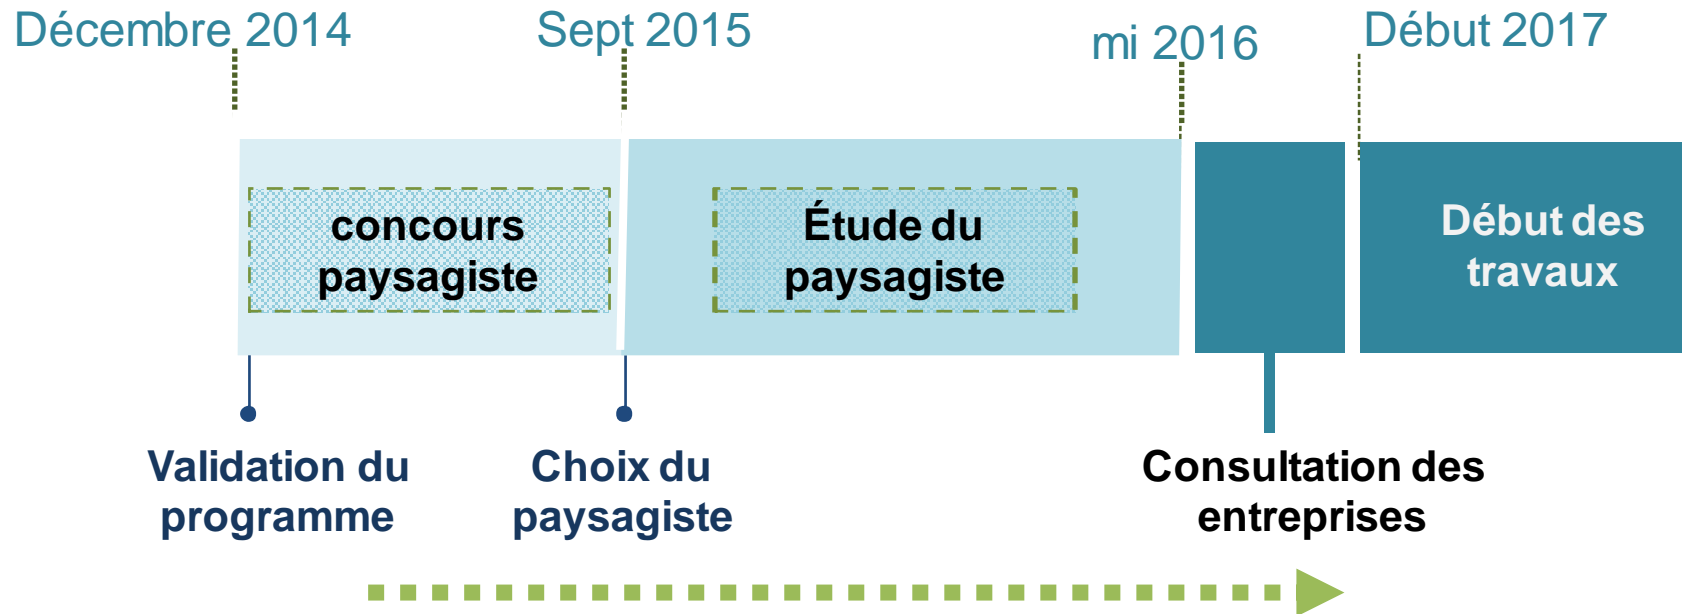 Décembre 2014
Sept 2015
mi 2016
Début 2017
concours
paysagiste
Étude du
paysagiste
Début des
travaux
Validation du
programme
Choix du
paysagiste
Consultation des
entreprises